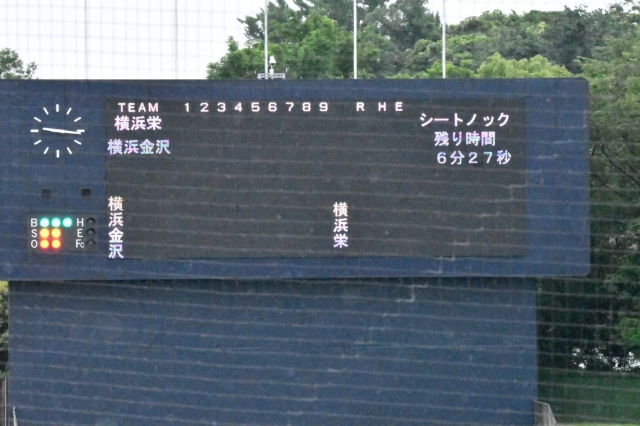 TEAM 1 2 3 4 5 6 7 8 9 R H E
横浜栄
横浜金沢
シートノック
残り時間
6分27秒
横浜金沢
横浜栄
B H
S E
O Fc